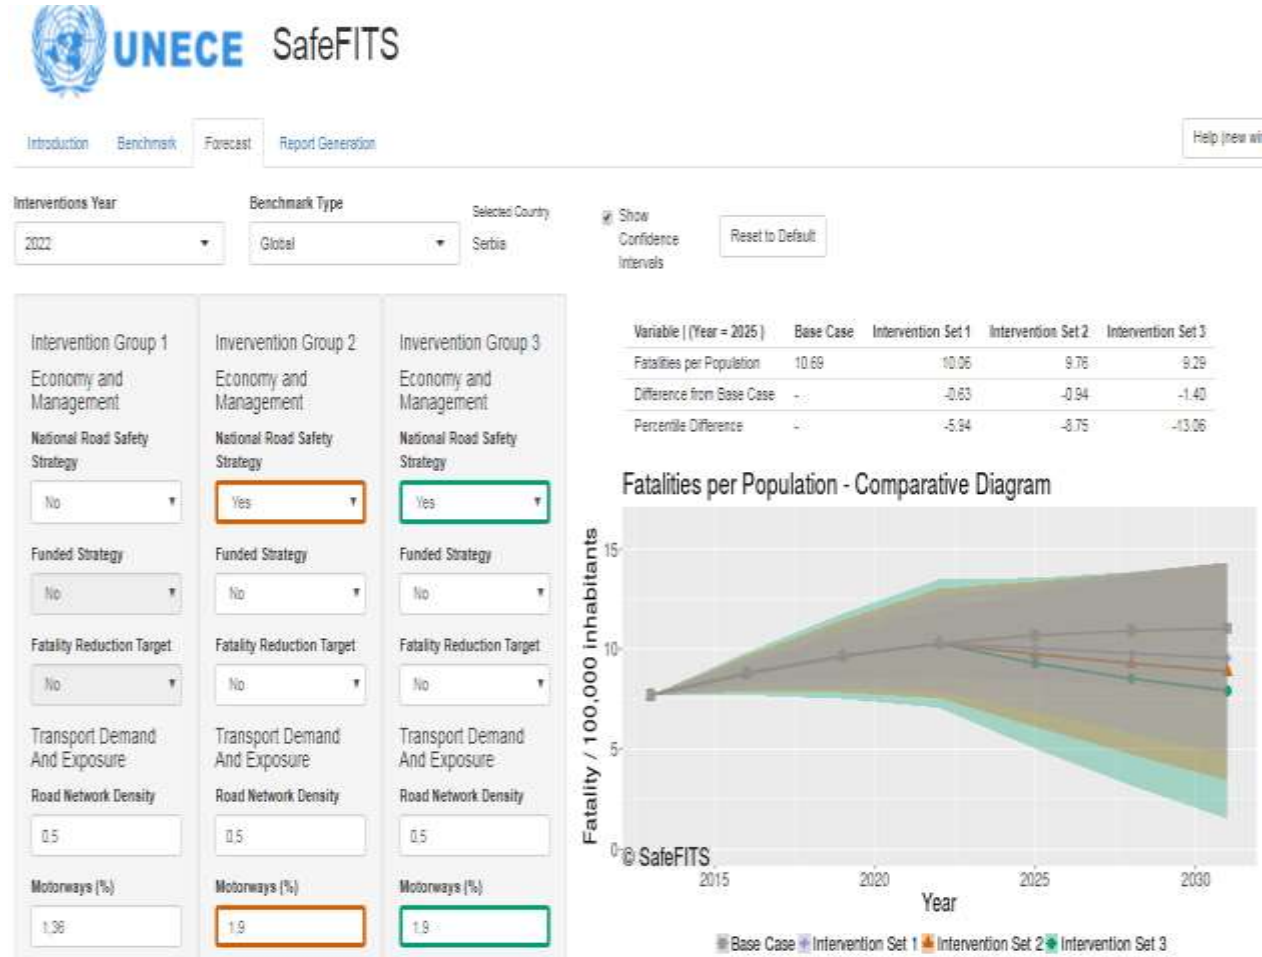 UNECE SafeFITS
Introduction Benchmark Forecast Report Generation
Help (new wi
Interventions Year
2022
Benchmark Type
Global
Selected Country
Serbia
Show
Confidence
Intervals
Reset to Default
Intervention Group 1
Economy and
Management
National Road Safety
Strategy
No
Funded Strategy
No
Fatality Reduction Target
No
Transport Demand
And Exposure
Road Network Density
0.5
Motorways (%)
1.36
Invervention Group 2
Economy and
Management
National Road Safety
Strategy
Yes
Funded Strategy
No
Fatality Reduction Target
No
Transport Demand
And Exposure
Road Network Density
0.5
Motorways (%)
1.9
Invervention Group 3
Economy and
Management
National Road Safety
Strategy
Yes
Funded Strategy
No
Fatality Reduction Target
No
Transport Demand
And Exposure
Road Network Density
0.5
Motorways (%)
1.9
Variable | (Year = 2025 ) Base Case Intervention Set 1 Intervention Set 2 Intervention Set 3
Fatalities per Population 10.69 10.06 9.76 9.29
Difference from Base Case - -0.63 -0.94 -1.40
Percentile Difference - -5.94 -8.75 -13.06
Fatalities per Population - Comparative Diagram
Fatality / 100,000 inhabitants
15
10
5
0
© SafeFITS
2015 2020 2025 2030
Year
Base Case Intervention Set 1 Intervention Set 2 Intervention Set 3